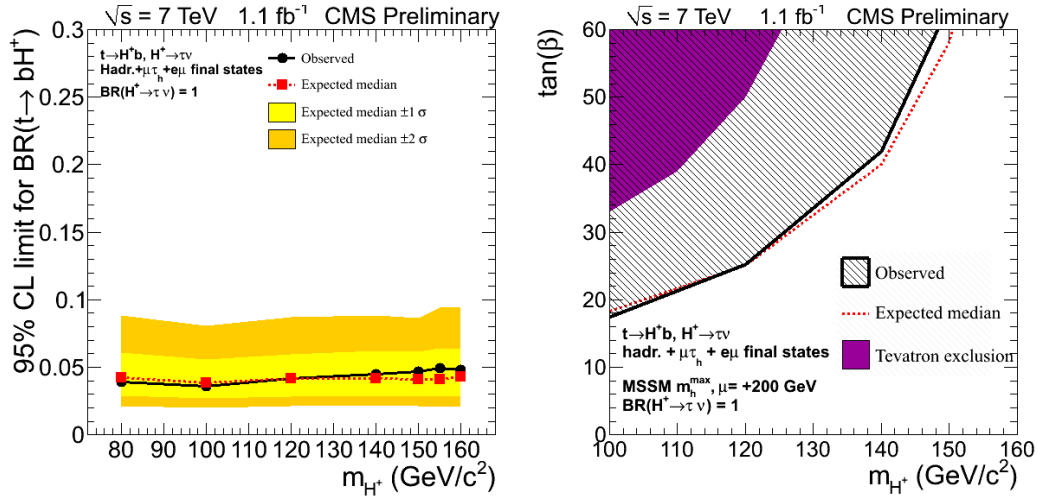 √s = 7 TeV 1.1 fb⁻¹ CMS Preliminary
95% CL limit for BR(t→ bH⁺)
0.3
0.25
0.2
0.15
0.1
0.05
0
t→H⁺b, H⁺→τν
Hadr.+μτh+eμ final states
BR(H⁺→τ ν) = 1
Observed
Expected median
Expected median ±1 σ
Expected median ±2 σ
80 90 100 110 120 130 140 150 160
mH⁺ (GeV/c²)
√s = 7 TeV 1.1 fb⁻¹ CMS Preliminary
tan(β)
60
50
40
30
20
10
0
Observed
Expected median
Tevatron exclusion
t→H⁺b, H⁺→τν
hadr. + μτh + eμ final states
MSSM mhmax, μ= +200 GeV
BR(H⁺→τ ν) = 1
100 110 120 130 140 150 160
mH⁺ (GeV/c²)